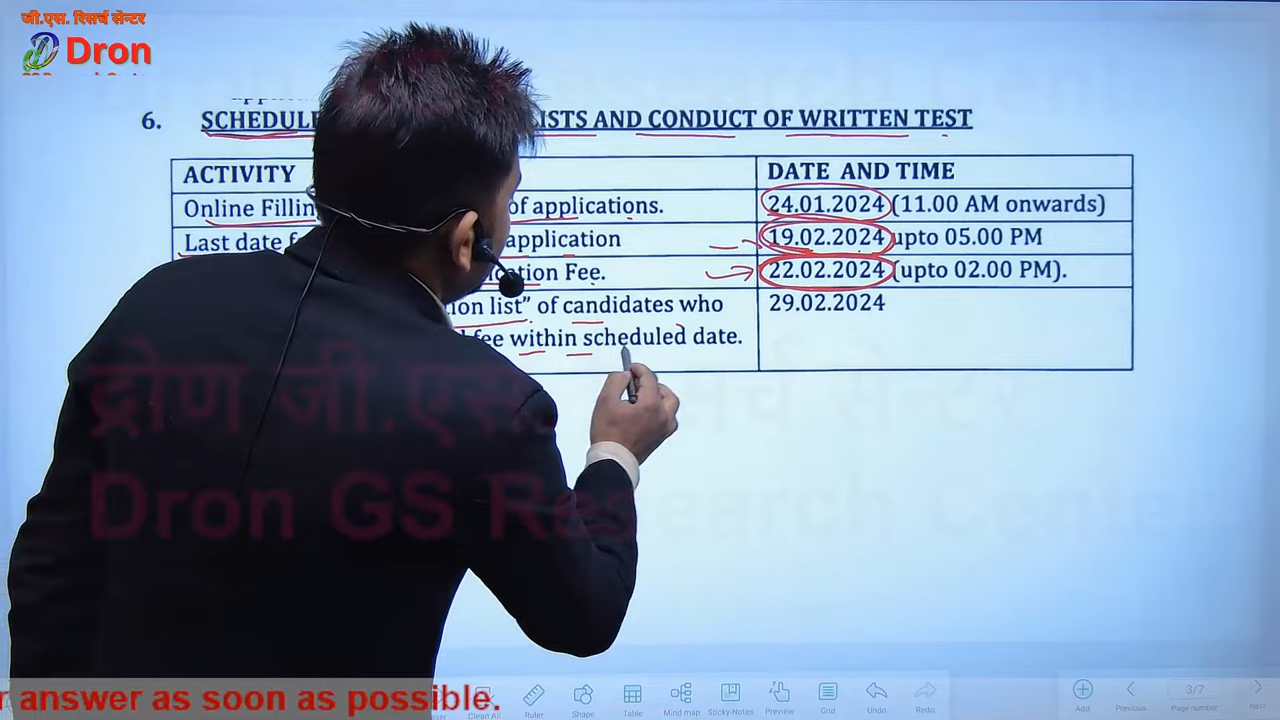 जी.एस. रिसर्च सेन्टर
Dron
6. SCHEDULE ISTS AND CONDUCT OF WRITTEN TEST
ACTIVITY DATE AND TIME
Online Filling of applications. 24.01.2024 (11.00 AM onwards)
Last date application 19.02.2024 upto 05.00 PM
Fee. 22.02.2024 (upto 02.00 PM).
list" of candidates who 29.02.2024
fee within scheduled date.
द्रोण जी.एस. सेन्टर
Dron GS Research Center
answer as soon as possible.
Clean All Ruler Shape Table Mind map Sticky-Notes Preview Grid Undo Redo Add Previous 3/7 Page number Next